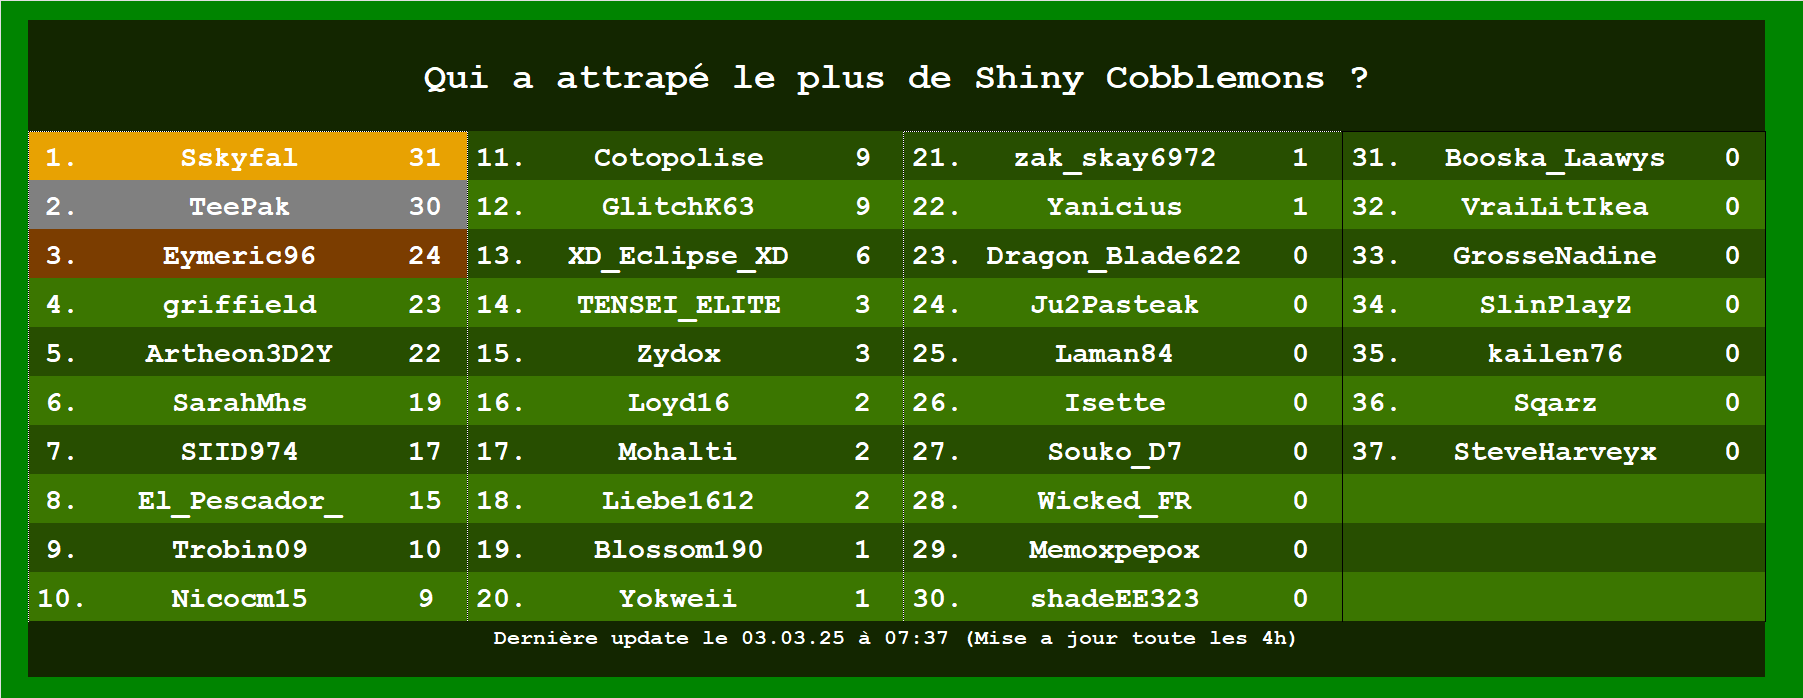 Qui a attrapé le plus de Shiny Cobblemons ?
1. Sskyfal 31
2. TeePak 30
3. Eymeric96 24
4. griffield 23
5. Artheon3D2Y 22
6. SarahMhs 19
7. SIID974 17
8. El_Pescador_ 15
9. Trobin09 10
10. Nicocm15 9
11. Cotopolise 9
12. GlitchK63 9
13. XD_Eclipse_XD 6
14. TENSEI_ELITE 3
15. Zydox 3
16. Loyd16 2
17. Mohalti 2
18. Liebe1612 2
19. Blossom190 1
20. Yokweii 1
21. zak_skay6972 1
22. Yanicius 1
23. Dragon_Blade622 0
24. Ju2Pasteak 0
25. Laman84 0
26. Isette 0
27. Souko_D7 0
28. Wicked_FR 0
29. Memoxpepox 0
30. shadeEE323 0
31. Booska_Laawys 0
32. VraiLitIkea 0
33. GrosseNadine 0
34. SlinPlayZ 0
35. kailen76 0
36. Sqarz 0
37. SteveHarveyx 0
Dernière update le 03.03.25 à 07:37 (Mise a jour toute les 4h)